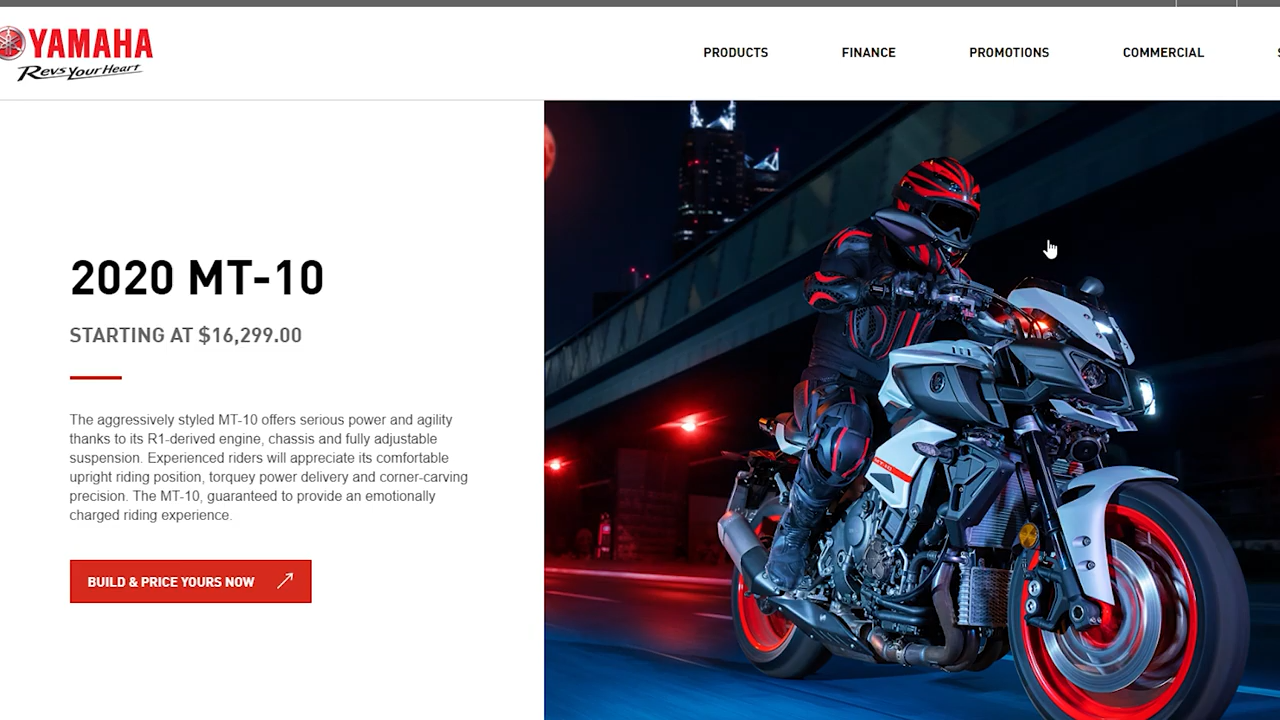 YAMAHA
Revs Your Heart
PRODUCTS
FINANCE
PROMOTIONS
COMMERCIAL
2020 MT-10
STARTING AT $16,299.00
The aggressively styled MT-10 offers serious power and agility
thanks to its R1-derived engine, chassis and fully adjustable
suspension. Experienced riders will appreciate its comfortable
upright riding position, torquey power delivery and corner-carving
precision. The MT-10, guaranteed to provide an emotionally
charged riding experience.
BUILD & PRICE YOURS NOW
MT-10